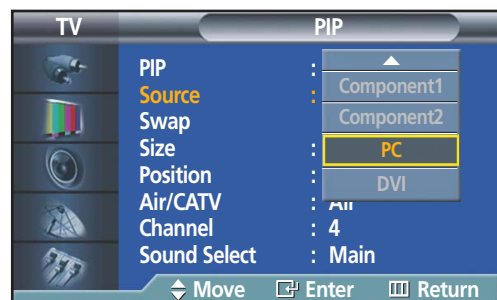 TV PIP
PIP :
Source :
Swap
Size :
Position :
Air/CATV : Air
Channel : 4
Sound Select : Main
Component1
Component2
PC
DVI
Move Enter Return